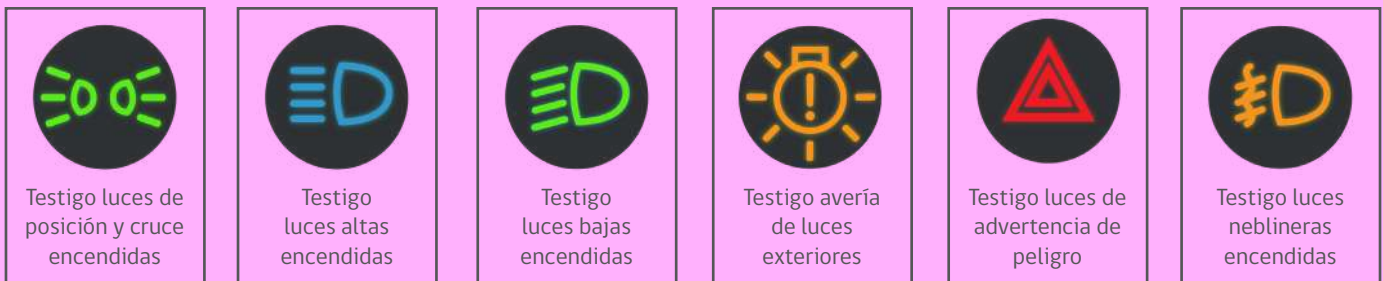 Testigo luces de
posición y cruce
encendidas
Testigo
luces altas
encendidas
Testigo
luces bajas
encendidas
Testigo avería
de luces
exteriores
Testigo luces de
advertencia de
peligro
Testigo luces
neblineras
encendidas